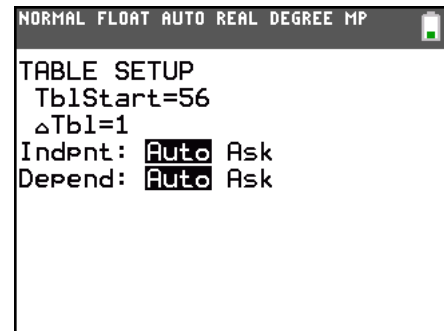 NORMAL FLOAT AUTO REAL DEGREE MP
TABLE SETUP
TblStart=56
△Tbl=1
Indpnt: Auto Ask
Depend: Auto Ask